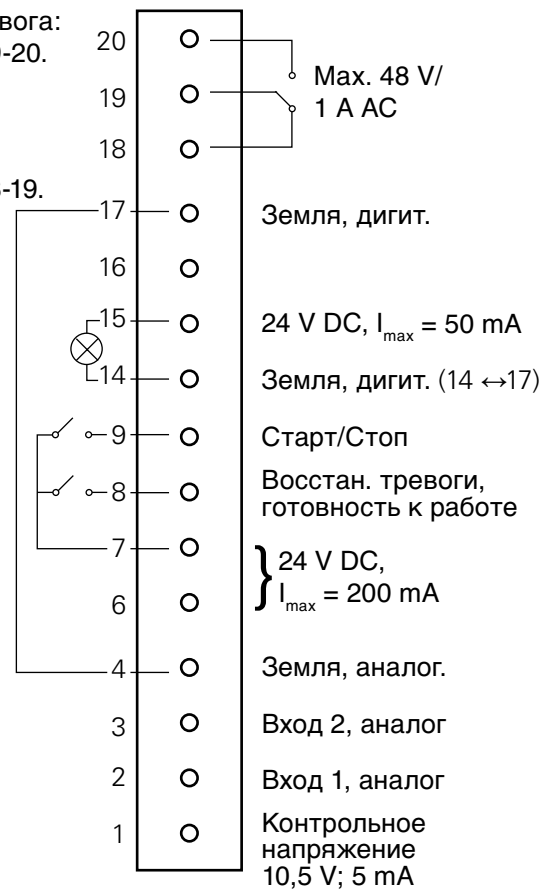 вога:
-20.
20
19
Max. 48 V/
1 A AC
18
-19.
17
Земля, дигит.
16
15
24 V DC, Imax = 50 mA
14
Земля, дигит. (14 ↔17)
9
Старт/Стоп
8
Восстан. тревоги,
готовность к работе
7
24 V DC,
Imax = 200 mA
6
4
Земля, аналог.
3
Вход 2, аналог
2
Вход 1, аналог
1
Контрольное
напряжение
10,5 V; 5 mA